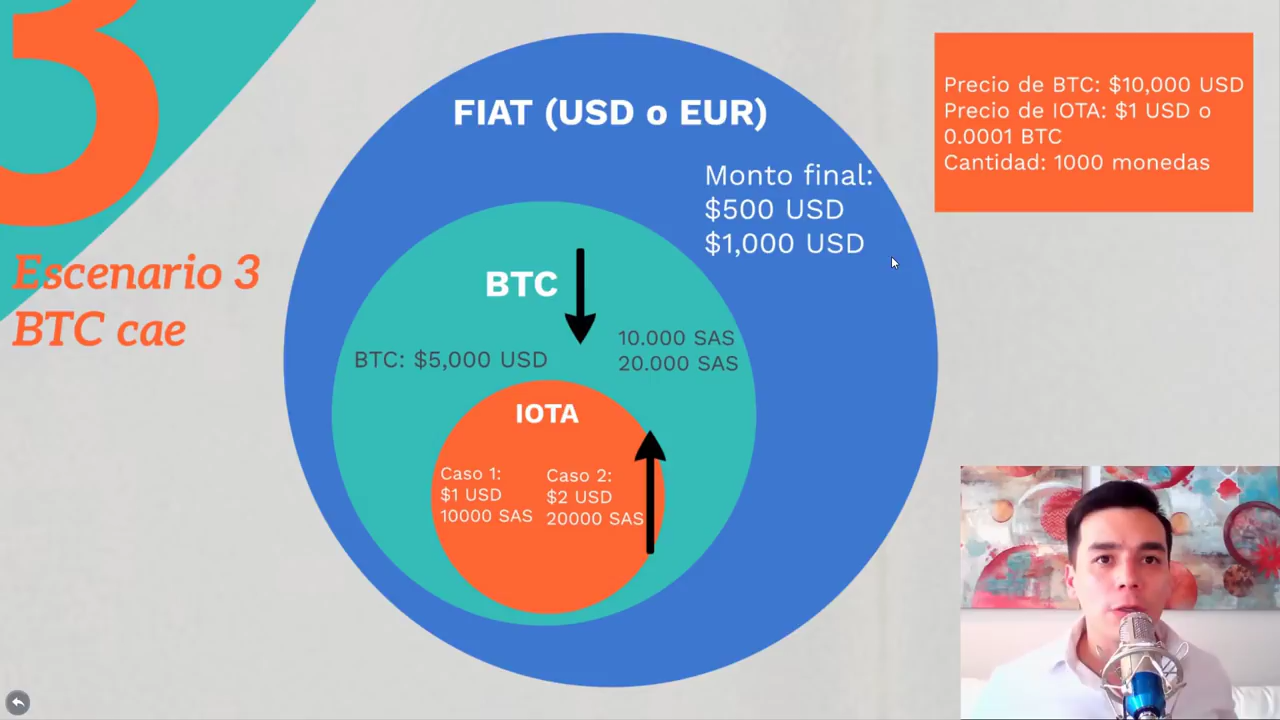 3
Escenario 3
BTC cae
FIAT (USD o EUR)
Monto final:
$500 USD
$1,000 USD
BTC
BTC: $5,000 USD
10.000 SAS
20.000 SAS
IOTA
Caso 1:
$1 USD
10000 SAS
Caso 2:
$2 USD
20000 SAS
Precio de BTC: $10,000 USD
Precio de IOTA: $1 USD o
0.0001 BTC
Cantidad: 1000 monedas